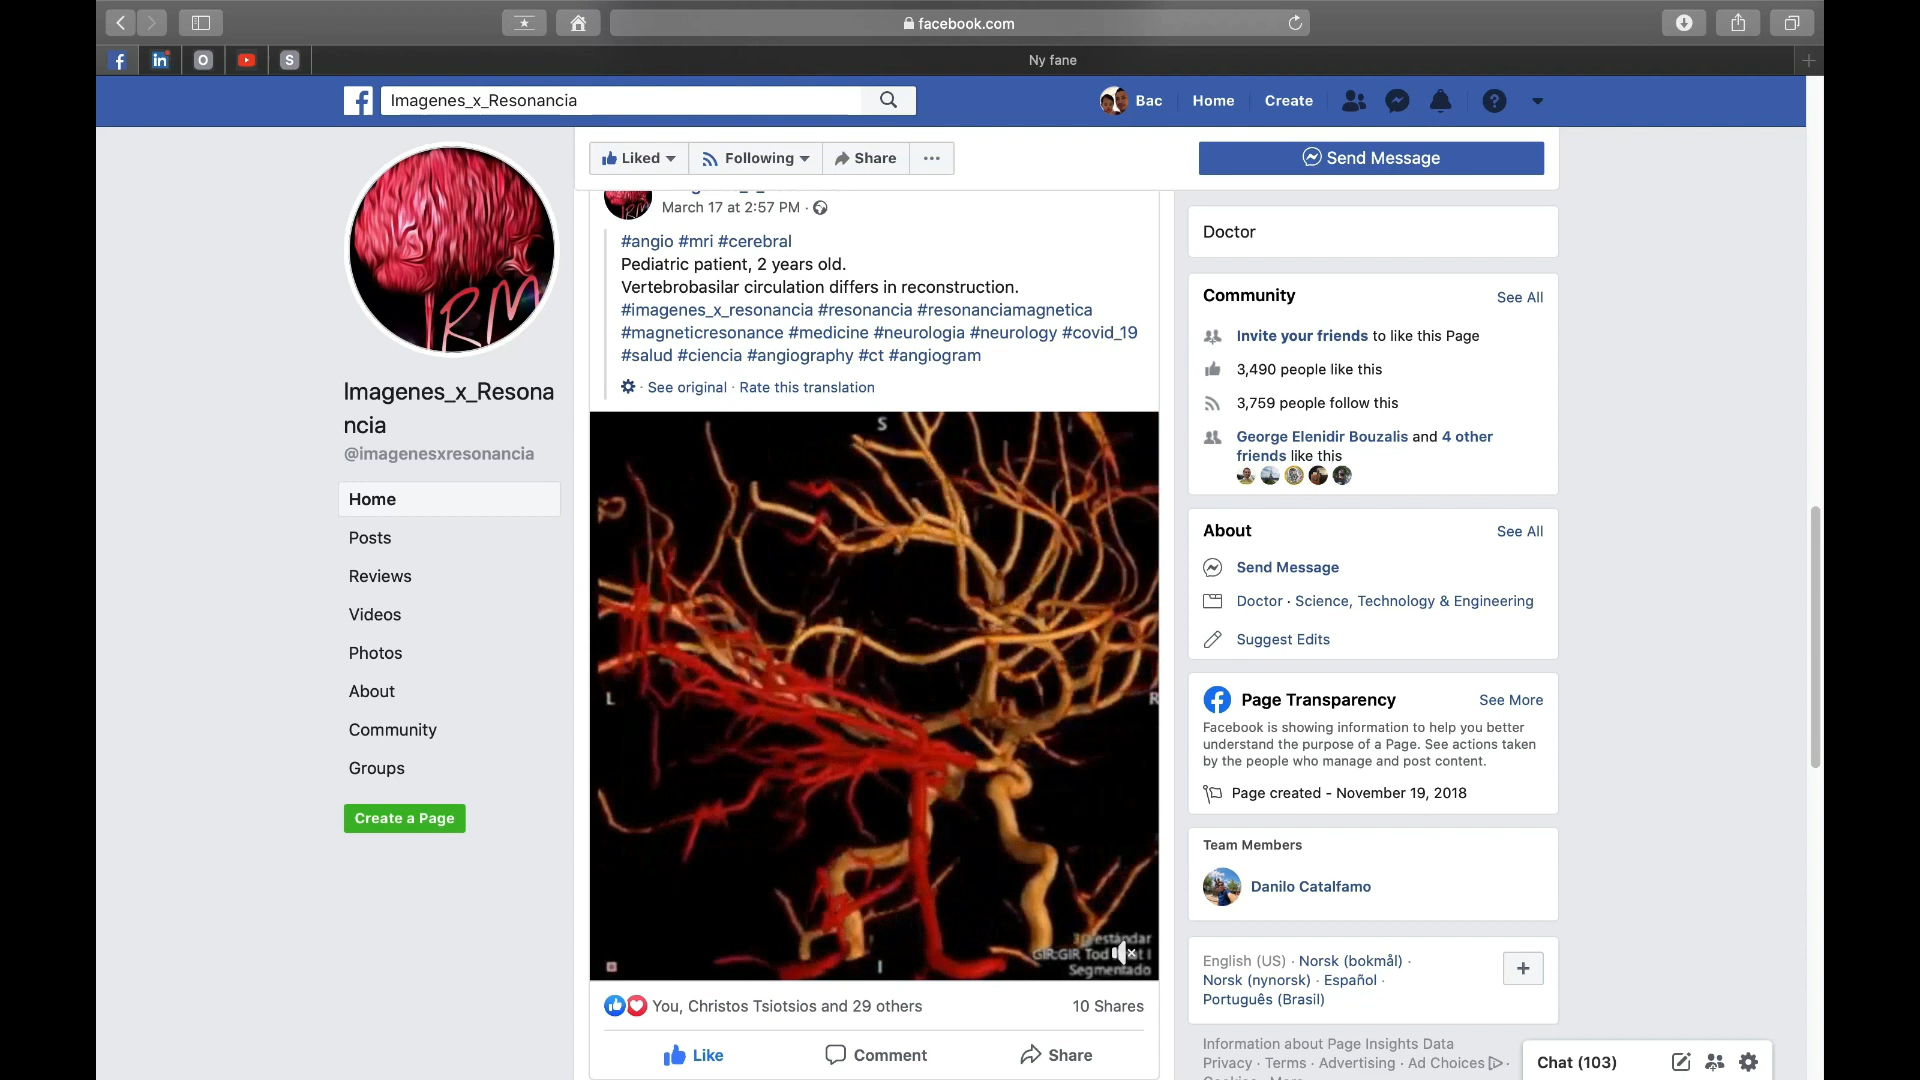 facebook.com
O
S
Ny fane
Imagenes_x_Resonancia
Bac
Home
Create
Liked
Following
Share
Send Message
RM
Imagenes_x_Resona
ncia
@imagenesxresonancia
Home
Posts
Reviews
Videos
Photos
About
Community
Groups
Create a Page
March 17 at 2:57 PM ·
#angio #mri #cerebral
Pediatric patient, 2 years old.
Vertebrobasilar circulation differs in reconstruction.
#imagenes_x_resonancia #resonancia #resonanciamagnetica
#magneticresonance #medicine #neurologia #neurology #covid_19
#salud #ciencia #angiography #ct #angiogram
· See original · Rate this translation
S
L
R
I
3D estándar
Segmentado
You, Christos Tsiotsios and 29 others
10 Shares
Like
Comment
Share
Doctor
Community
See All
Invite your friends to like this Page
3,490 people like this
3,759 people follow this
George Elenidir Bouzalis and 4 other
friends like this
About
See All
Send Message
Doctor · Science, Technology & Engineering
Suggest Edits
Page Transparency
See More
Facebook is showing information to help you better
understand the purpose of a Page. See actions taken
by the people who manage and post content.
Page created - November 19, 2018
Team Members
Danilo Catalfamo
English (US) · Norsk (bokmål) ·
Norsk (nynorsk) · Español ·
Português (Brasil)
Information about Page Insights Data
Privacy · Terms · Advertising · Ad Choices ·
Chat (103)